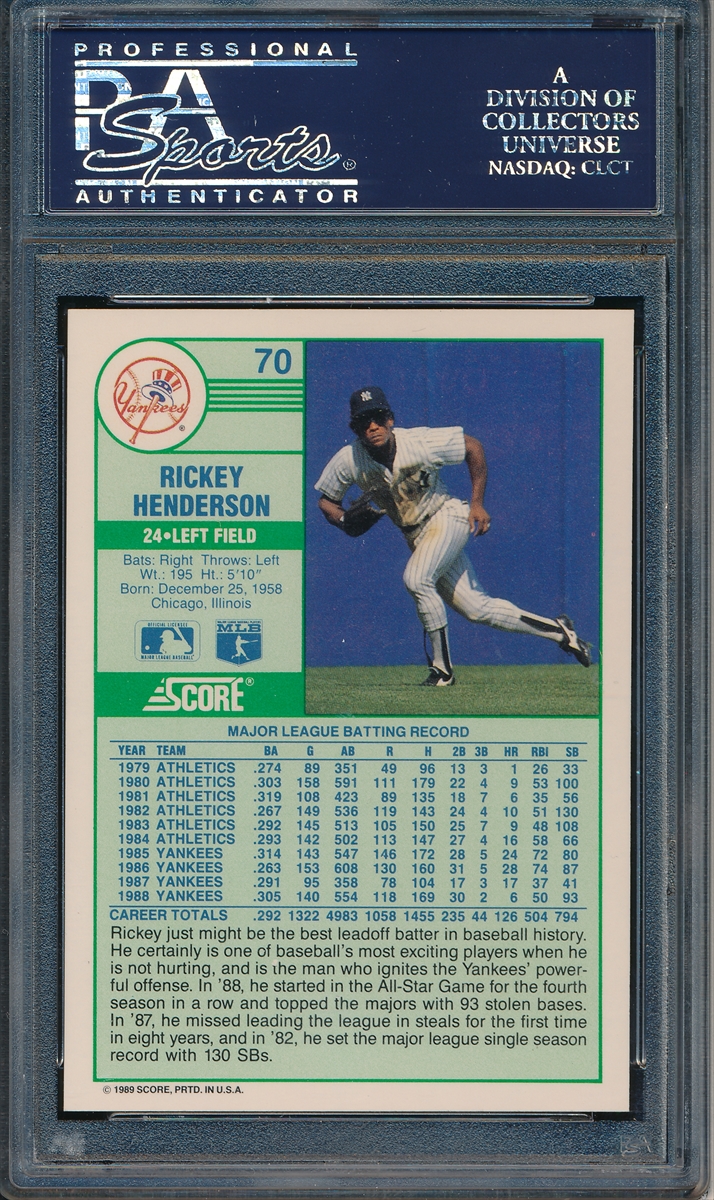 PROFESSIONAL
PSA
Sports®
AUTHENTICATOR
A
DIVISION OF
COLLECTORS
UNIVERSE
NASDAQ: CLCT
Yankees®
70
RICKEY
HENDERSON
24•LEFT FIELD
Bats: Right Throws: Left
Wt.: 195 Ht.: 5'10"
Born: December 25, 1958
Chicago, Illinois
OFFICIAL LICENSEE
MAJOR LEAGUE BASEBALL
MLB
SCORE®
MAJOR LEAGUE BATTING RECORD
YEAR TEAM BA G AB R H 2B 3B HR RBI SB
1979 ATHLETICS .274 89 351 49 96 13 3 1 26 33
1980 ATHLETICS .303 158 591 111 179 22 4 9 53 100
1981 ATHLETICS .319 108 423 89 135 18 7 6 35 56
1982 ATHLETICS .267 149 536 119 143 24 4 10 51 130
1983 ATHLETICS .292 145 513 105 150 25 7 9 48 108
1984 ATHLETICS .293 142 502 113 147 27 4 16 58 66
1985 YANKEES .314 143 547 146 172 28 5 24 72 80
1986 YANKEES .263 153 608 130 160 31 5 28 74 87
1987 YANKEES .291 95 358 78 104 17 3 17 37 41
1988 YANKEES .305 140 554 118 169 30 2 6 50 93
CAREER TOTALS .292 1322 4983 1058 1455 235 44 126 504 794
Rickey just might be the best leadoff batter in baseball history.
He certainly is one of baseball's most exciting players when he
is not hurting, and is the man who ignites the Yankees' power-
ful offense. In '88, he started in the All-Star Game for the fourth
season in a row and topped the majors with 93 stolen bases.
In '87, he missed leading the league in steals for the first time
in eight years, and in '82, he set the major league single season
record with 130 SBs.
© 1989 SCORE, PRTD. IN U.S.A.